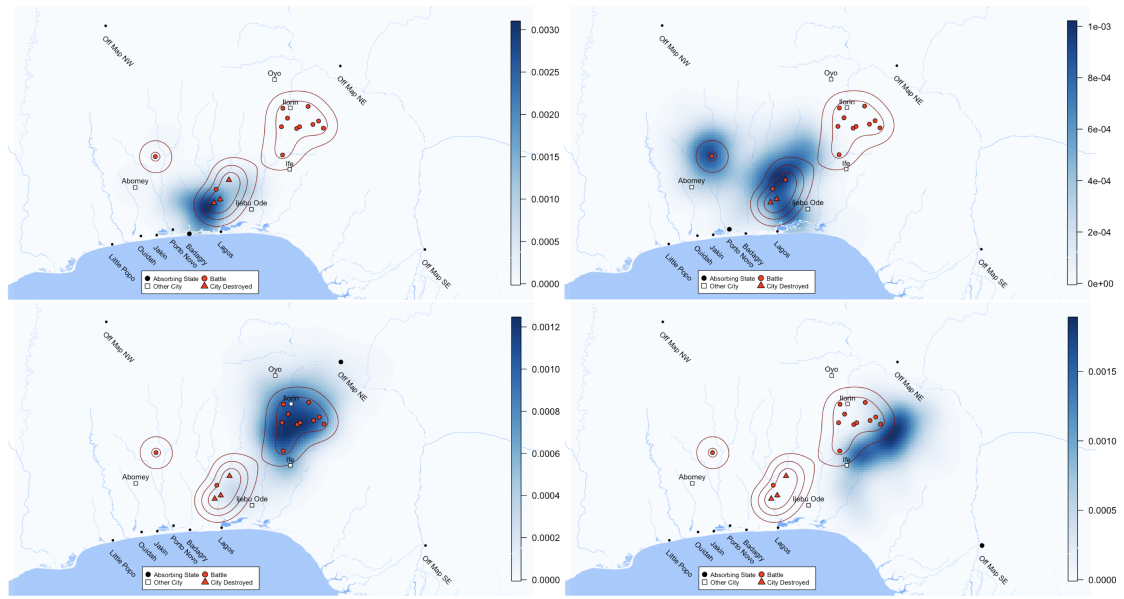 Off Map NW
Oyo
Off Map NE
Ilorin
Ife
Abomey
Ijebu Ode
Off Map SE
Lagos
Badagry
Porto Novo
Jakin
Ouidah
Little Popo
Absorbing State
Battle
Other City
City Destroyed
0.0030
0.0025
0.0020
0.0015
0.0010
0.0005
0.0000
Off Map NW
Oyo
Off Map NE
Ilorin
Ife
Abomey
Ijebu Ode
Off Map SE
Lagos
Badagry
Porto Novo
Jakin
Ouidah
Little Popo
Absorbing State
Battle
Other City
City Destroyed
1e-03
8e-04
6e-04
4e-04
2e-04
0e+00
Off Map NW
Oyo
Off Map NE
Ilorin
Ife
Abomey
Ijebu Ode
Off Map SE
Lagos
Badagry
Porto Novo
Jakin
Ouidah
Little Popo
Absorbing State
Battle
Other City
City Destroyed
0.0012
0.0010
0.0008
0.0006
0.0004
0.0002
0.0000
Off Map NW
Oyo
Off Map NE
Ilorin
Ife
Abomey
Ijebu Ode
Off Map SE
Lagos
Badagry
Porto Novo
Jakin
Ouidah
Little Popo
Absorbing State
Battle
Other City
City Destroyed
0.0015
0.0010
0.0005
0.0000